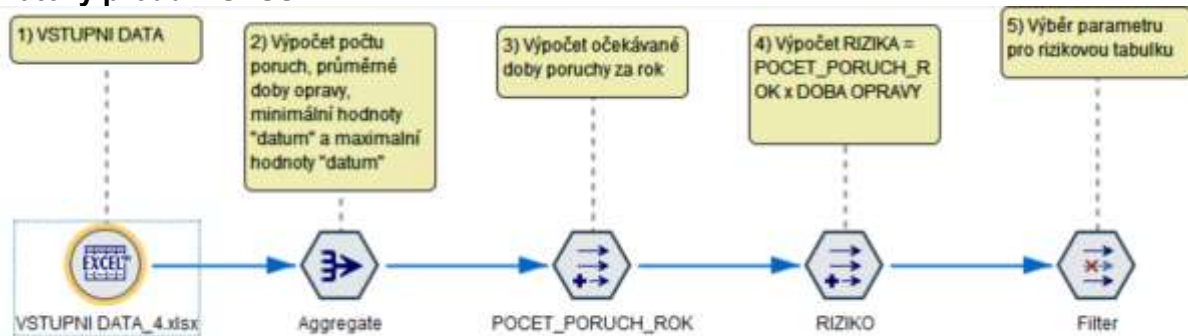 1) VSTUPNI DATA
2) Výpočet počtu
poruch, průměrné
doby opravy,
minimální hodnoty
"datum" a maximalní
hodnoty "datum"
3) Výpočet očekávané
doby poruchy za rok
4) Výpočet RIZIKA =
POCET_PORUCH_R
OK x DOBA OPRAVY
5) Výběr parametru
pro rizikovou tabulku
EXCEL
VSTUPNI DATA_4.xlsx
Aggregate
POCET_PORUCH_ROK
RIZIKO
Filter